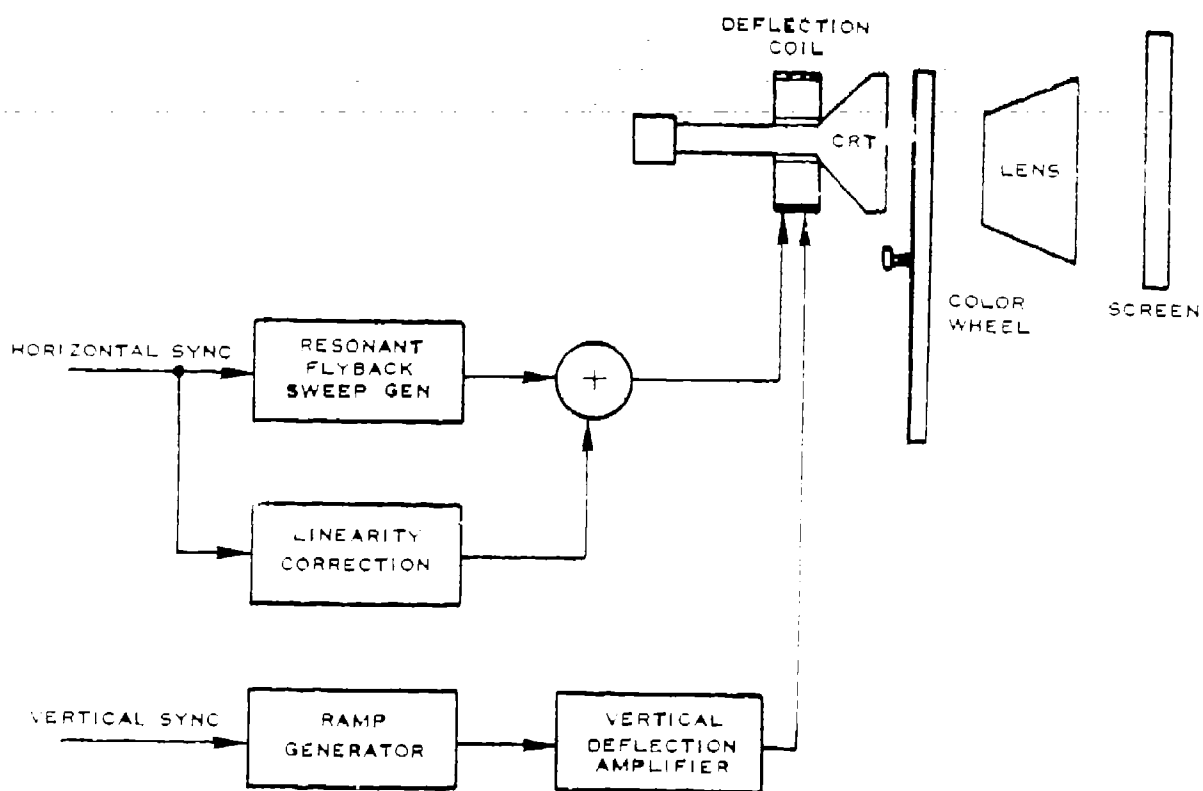 DEFLECTION
COIL
CRT
LENS
COLOR
WHEEL
SCREEN
HORIZONTAL SYNC
RESONANT
FLYBACK
SWEEP GEN
+
LINEARITY
CORRECTION
VERTICAL SYNC
RAMP
GENERATOR
VERTICAL
DEFLECTION
AMPLIFIER